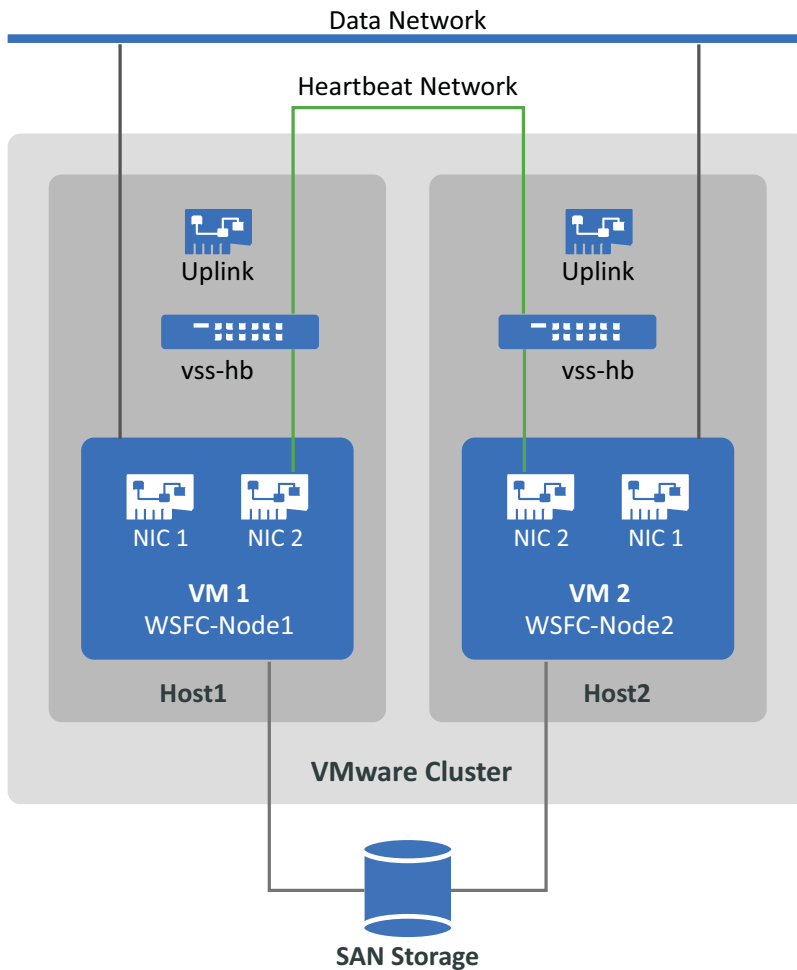 Data Network
Heartbeat Network
Uplink
Uplink
vss-hb
vss-hb
NIC 1
NIC 2
NIC 2
NIC 1
VM 1
WSFC-Node1
VM 2
WSFC-Node2
Host1
Host2
VMware Cluster
SAN Storage